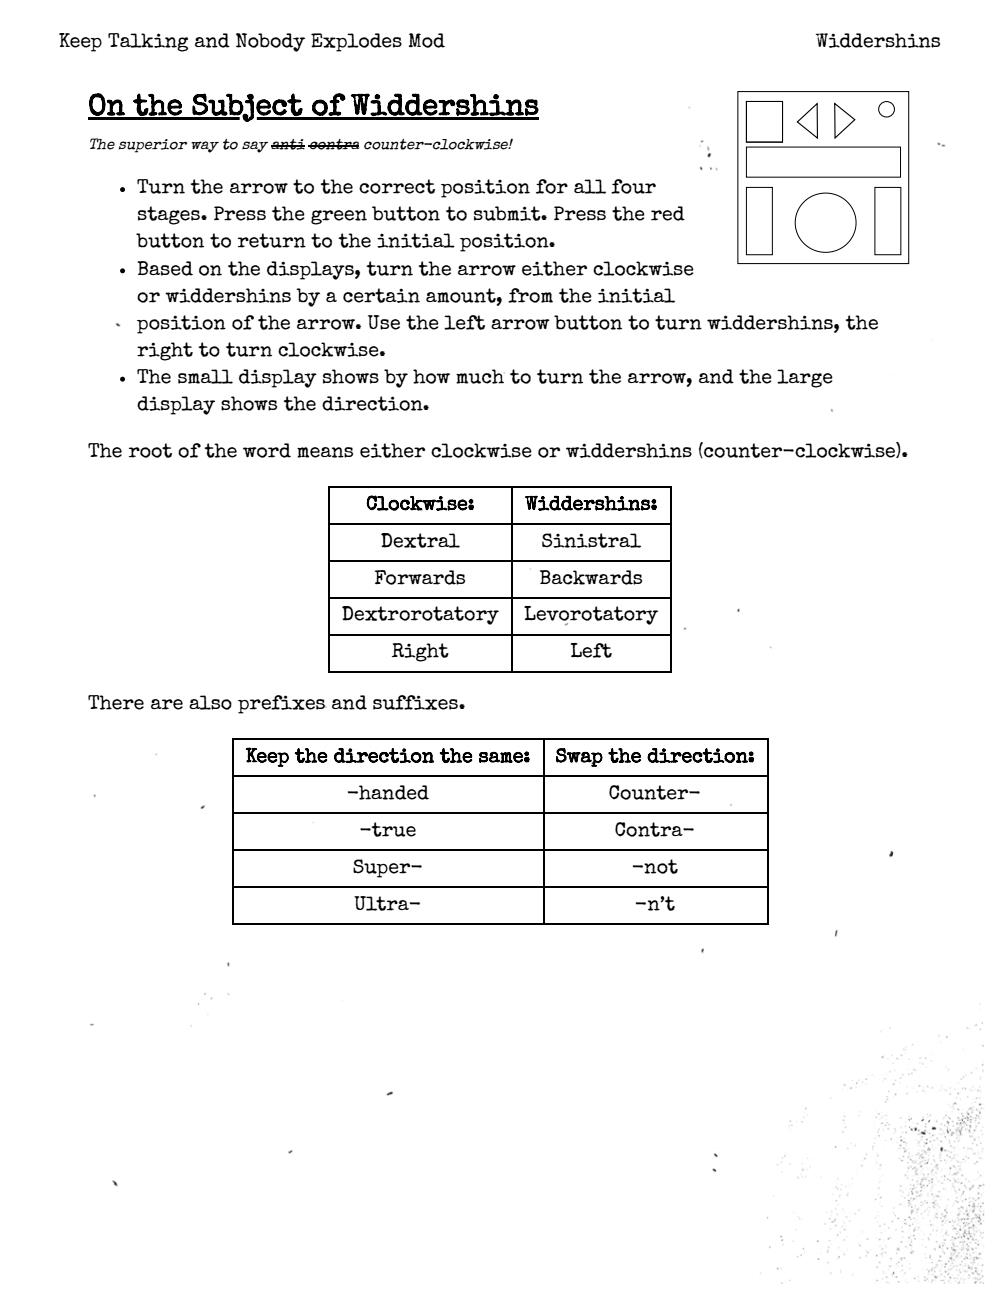 Keep Talking and Nobody Explodes Mod
Widdershins
On the Subject of Widdershins
The superior way to say anti contra counter-clockwise!
• Turn the arrow to the correct position for all four
stages. Press the green button to submit. Press the red
button to return to the initial position.
• Based on the displays, turn the arrow either clockwise
or widdershins by a certain amount, from the initial
position of the arrow. Use the left arrow button to turn widdershins, the
right to turn clockwise.
• The small display shows by how much to turn the arrow, and the large
display shows the direction.
The root of the word means either clockwise or widdershins (counter-clockwise).
Clockwise: Widdershins:
Dextral Sinistral
Forwards Backwards
Dextrorotatory Levorotatory
Right Left
There are also prefixes and suffixes.
Keep the direction the same: Swap the direction:
-handed Counter-
-true Contra-
Super- -not
Ultra- -n't